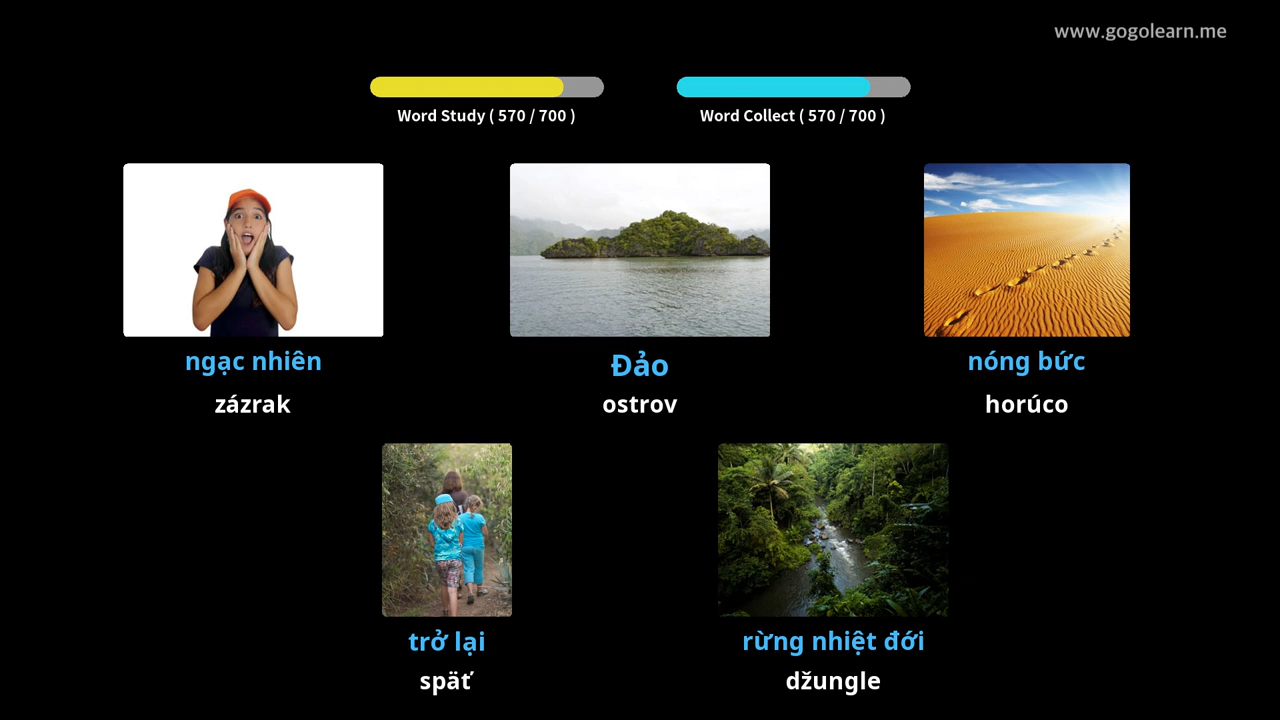 www.gogolearn.me
Word Study ( 570 / 700 )
Word Collect ( 570 / 700 )
ngạc nhiên
zázrak
Đảo
ostrov
nóng bức
horúco
trở lại
späť
rừng nhiệt đới
džungle